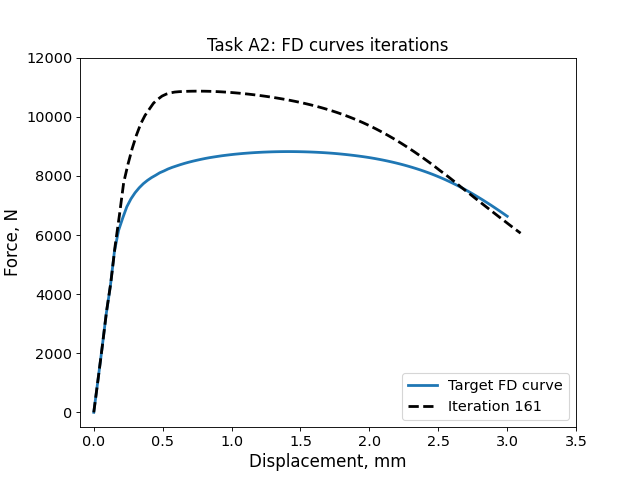 Task A2: FD curves iterations
12000
10000
8000
6000
4000
2000
0
Force, N
0.0 0.5 1.0 1.5 2.0 2.5 3.0 3.5
Displacement, mm
Target FD curve
Iteration 161